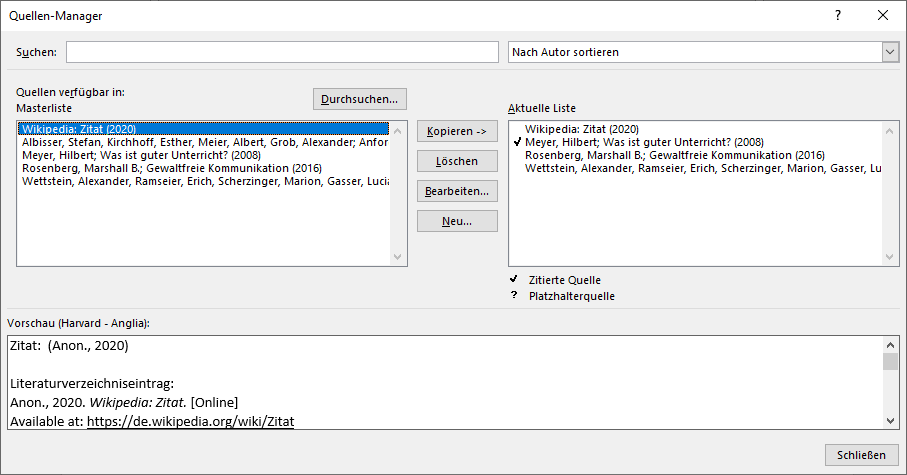 Quellen-Manager
Suchen:
Nach Autor sortieren
Quellen verfügbar in:
Masterliste
Durchsuchen...
Aktuelle Liste
Wikipedia: Zitat (2020)
Albisser, Stefan, Kirchhoff, Esther, Meier, Albert, Grob, Alexander; Anfor
Meyer, Hilbert; Was ist guter Unterricht? (2008)
Rosenberg, Marshall B.; Gewaltfreie Kommunikation (2016)
Wettstein, Alexander, Ramseier, Erich, Scherzinger, Marion, Gasser, Lucia
Kopieren ->
Löschen
Bearbeiten...
Neu...
Wikipedia: Zitat (2020)
✓ Meyer, Hilbert; Was ist guter Unterricht? (2008)
Rosenberg, Marshall B.; Gewaltfreie Kommunikation (2016)
Wettstein, Alexander, Ramseier, Erich, Scherzinger, Marion, Gasser, Lu
✓ Zitierte Quelle
? Platzhalterquelle
Vorschau (Harvard - Anglia):
Zitat: (Anon., 2020)
Literaturverzeichniseintrag:
Anon., 2020. Wikipedia: Zitat. [Online]
Available at: https://de.wikipedia.org/wiki/Zitat
Schließen